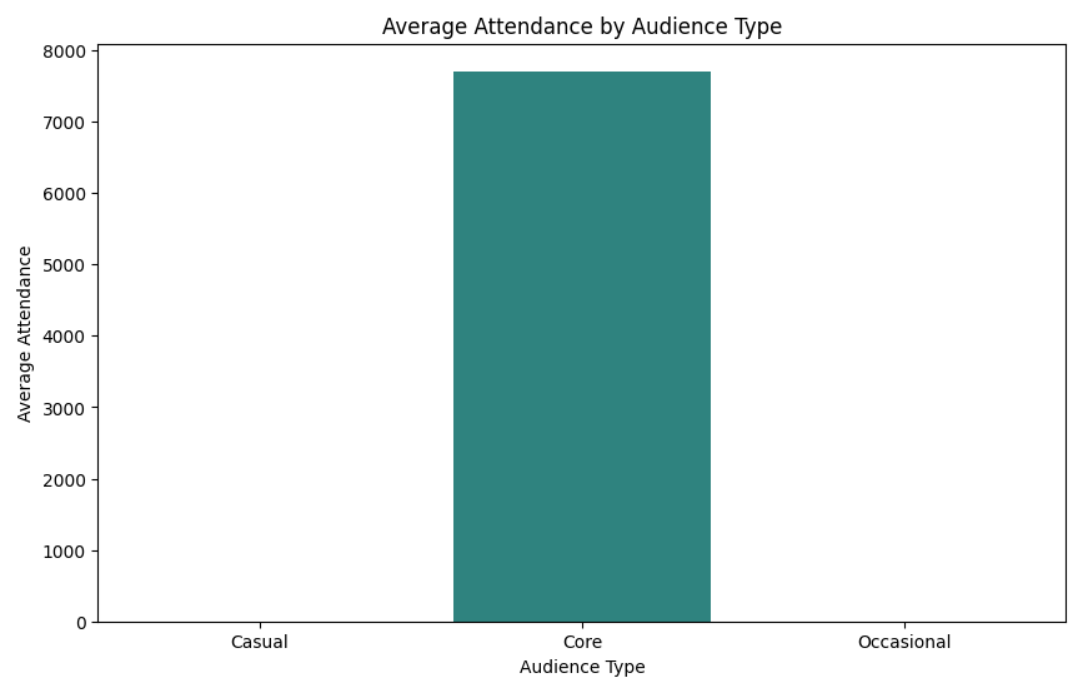 Average Attendance by Audience Type
8000
7000
6000
5000
4000
3000
2000
1000
0
Average Attendance
Casual
Core
Occasional
Audience Type